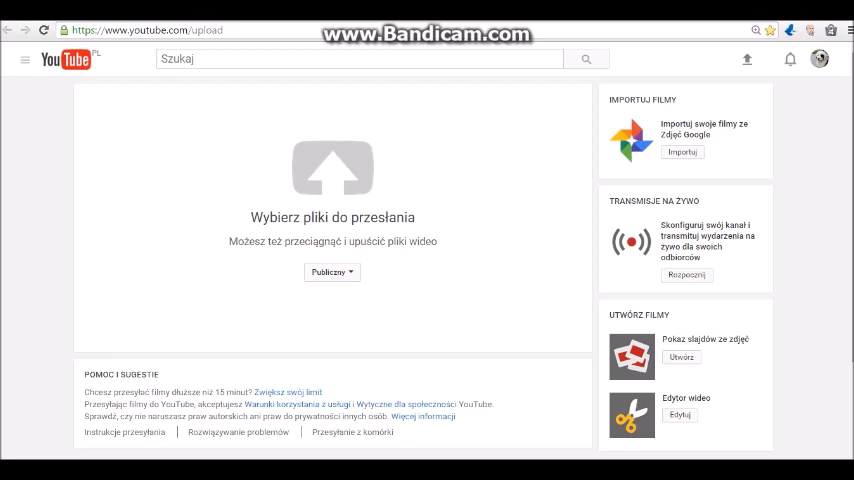 https://www.youtube.com/upload
www.Bandicam.com
YouTube PL
Szukaj
Wybierz pliki do przesłania
Możesz też przeciągnąć i upuścić pliki wideo
Publiczny
POMOC I SUGESTIE
Chcesz przesyłać filmy dłuższe niż 15 minut? Zwiększ swój limit
Przesyłając filmy do YouTube, akceptujesz Warunki korzystania z usługi i Wytyczne dla społeczności YouTube.
Sprawdź, czy nie naruszasz praw autorskich ani praw do prywatności innych osób. Więcej informacji
Instrukcje przesyłania
Rozwiązywanie problemów
Przesyłanie z komórki
IMPORTUJ FILMY
Importuj swoje filmy ze
Zdjęć Google
Importuj
TRANSMISJE NA ŻYWO
Skonfiguruj swój kanał i
transmituj wydarzenia na
żywo dla swoich
odbiorców
Rozpocznij
UTWÓRZ FILMY
Pokaz slajdów ze zdjęć
Utwórz
Edytor wideo
Edytuj